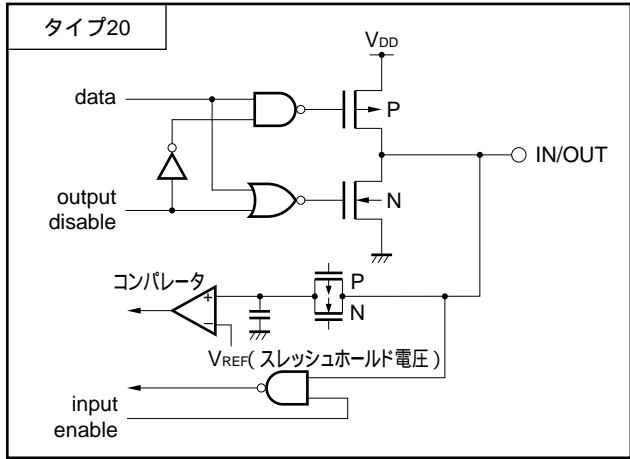 タイプ20
VDD
data
P
IN/OUT
output
disable
N
コンパレータ
P
N
+
−
VREF(スレッシュホールド電圧)
input
enable